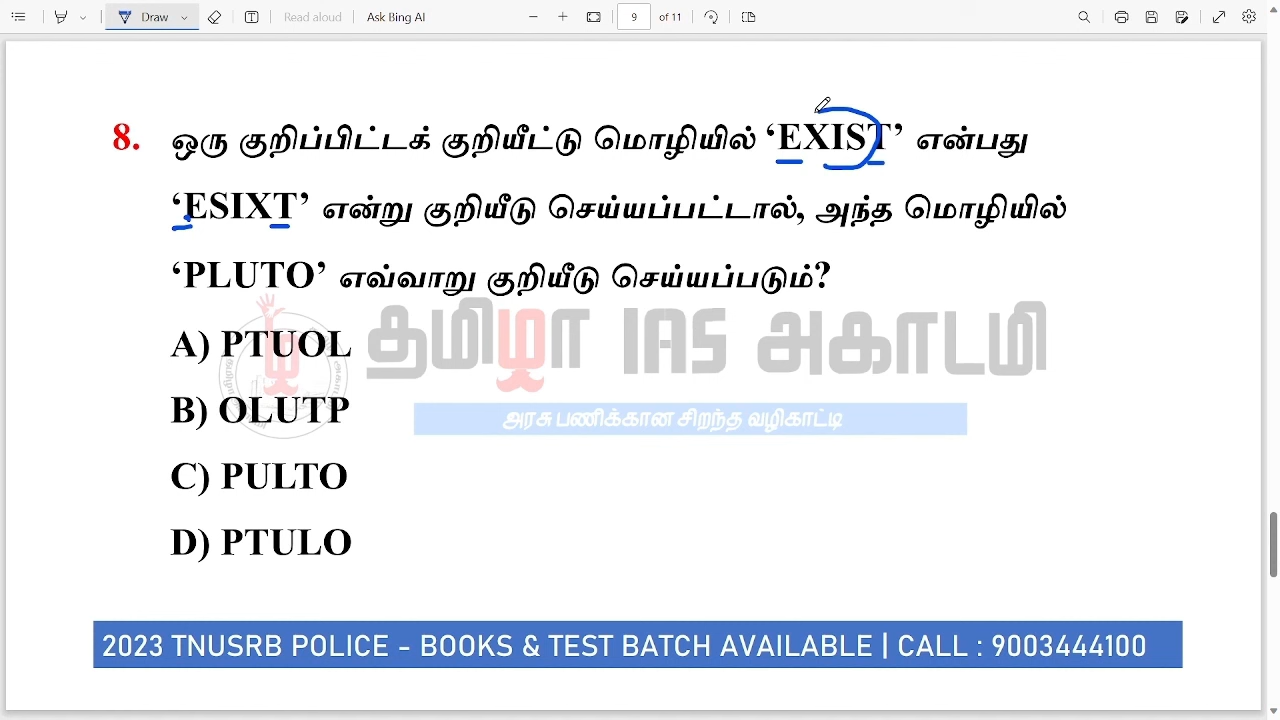 Draw
Read aloud
Ask Bing AI
9 of 11
8. ஒரு குறிப்பிட்டக் குறியீட்டு மொழியில் ‘EXIST’ என்பது
‘ESIXT’ என்று குறியீடு செய்யப்பட்டால், அந்த மொழியில்
‘PLUTO’ எவ்வாறு குறியீடு செய்யப்படும்?
தமிழா IAS அகாடமி
A) PTUOL
B) OLUTP
அரசு பணிக்கான சிறந்த வழிகாட்டி
C) PULTO
D) PTULO
2023 TNUSRB POLICE - BOOKS & TEST BATCH AVAILABLE | CALL : 9003444100